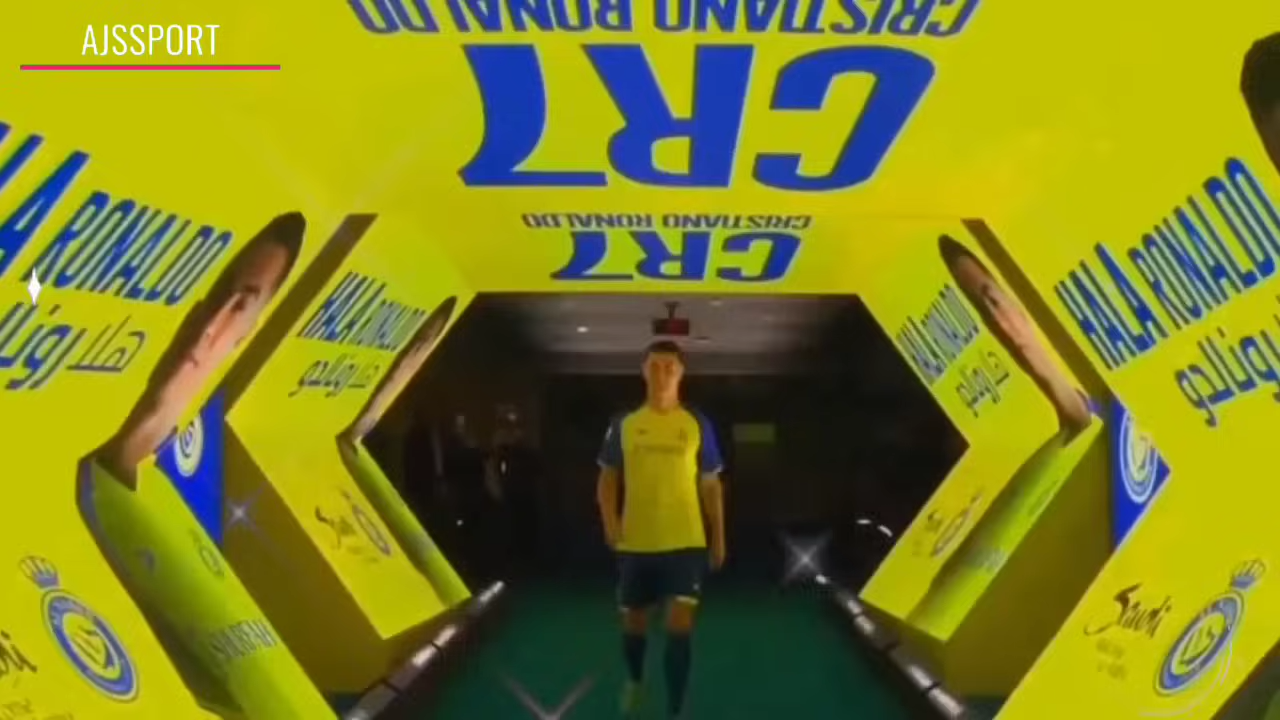 AJSSPORT
CRISTIANO RONALDO
CR7
CRISTIANO RONALDO
CR7
HALA RONALDO
هلا رونالدو
HALA RONALDO
هلا رونالدو
HALA RONALDO
هلا رونالدو
HALA RONALDO
رونالدو
Saudi